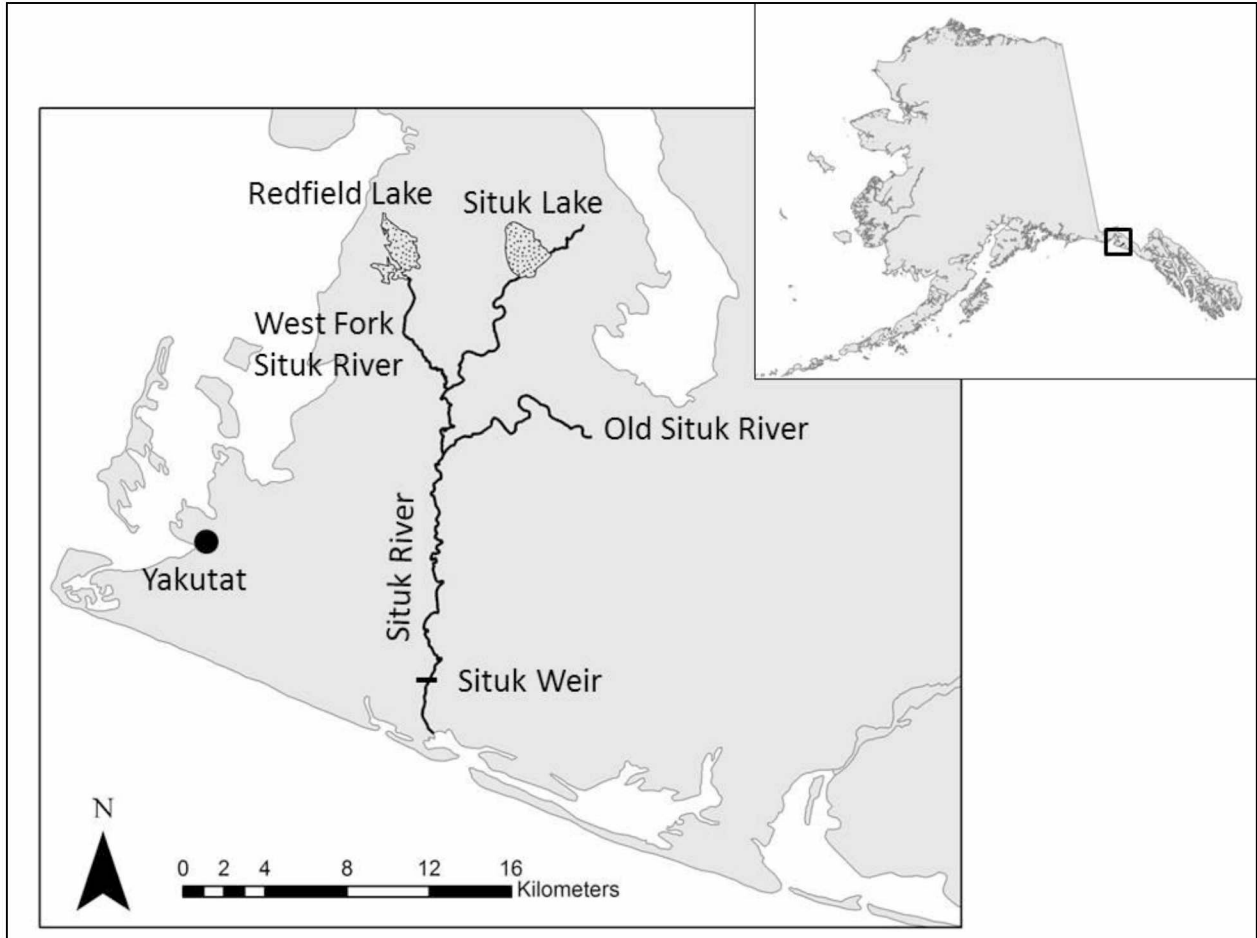 Redfield Lake
Situk Lake
West Fork
Situk River
Old Situk River
Situk River
Yakutat
Situk Weir
N
0 2 4 8 12 16
Kilometers